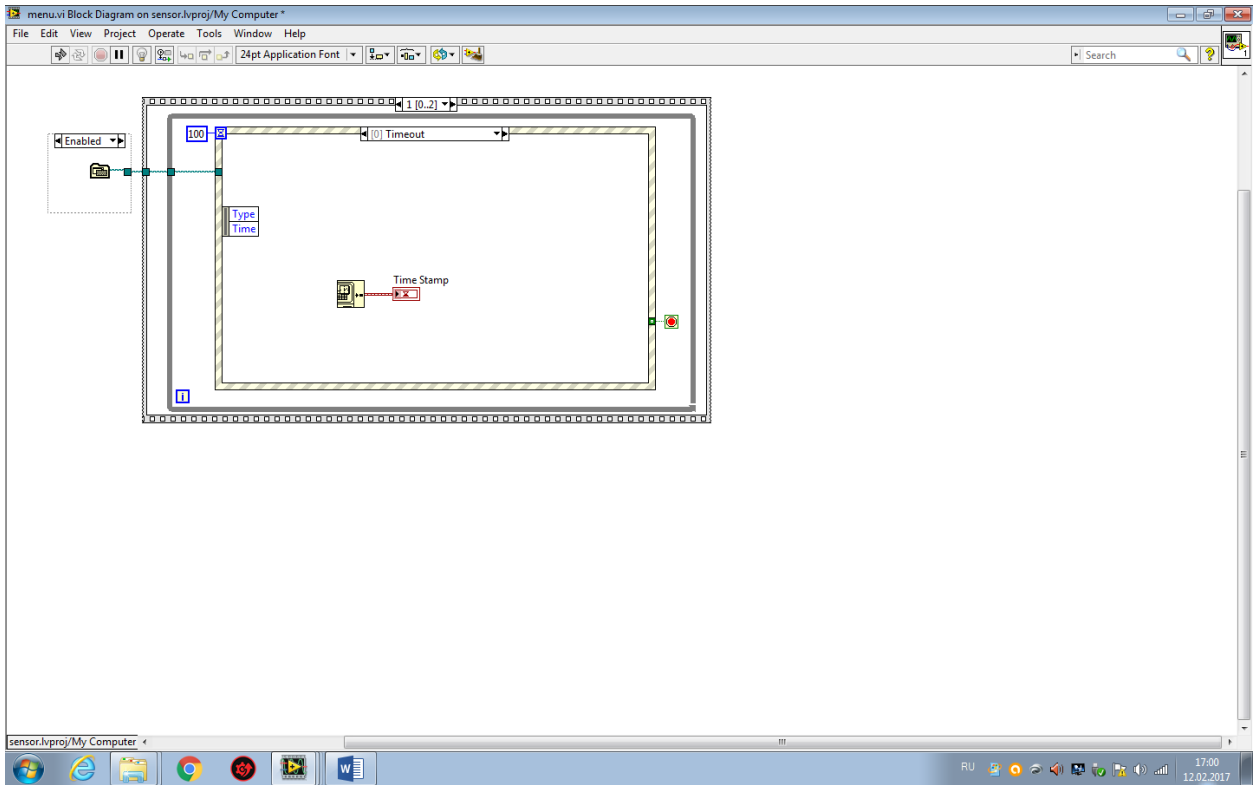 menu.vi Block Diagram on sensor.lvproj/My Computer *
File Edit View Project Operate Tools Window Help
24pt Application Font
Search
1
1 [0..2]
Enabled
100
[0] Timeout
Type
Time
Time Stamp
i
sensor.lvproj/My Computer
RU
17:00
12.02.2017